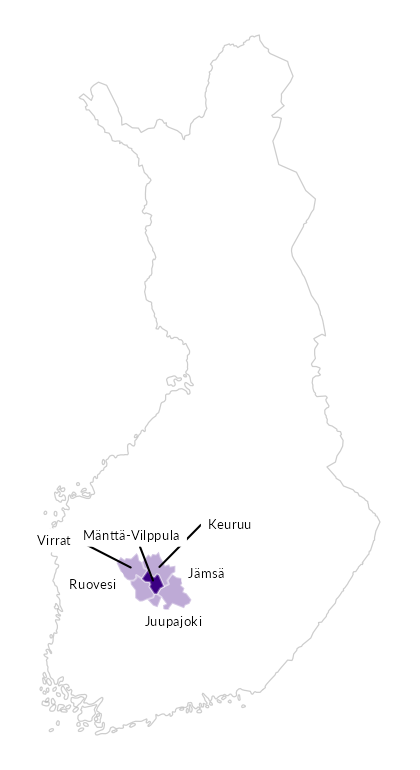 Keuruu
Virrat
Mänttä-Vilppula
Jämsä
Ruovesi
Juupajoki